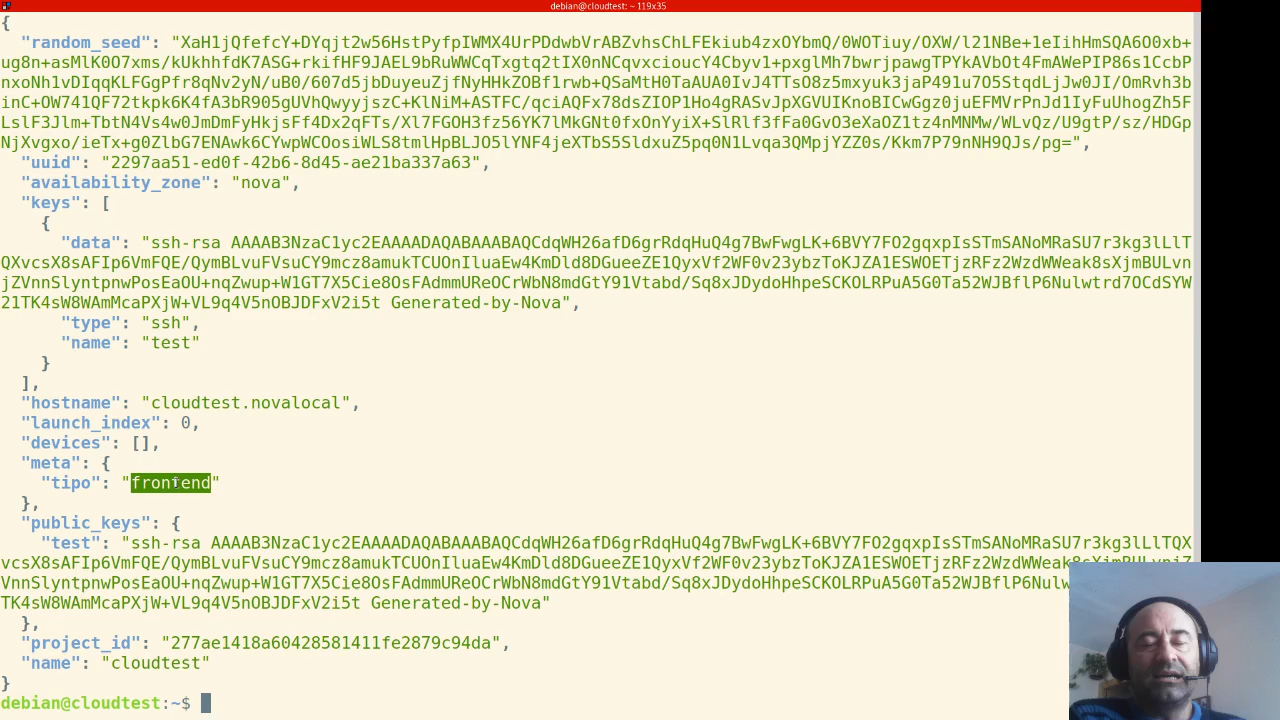 debian@cloudtest: ~ 119x35
{
  "random_seed": "XaH1jQfefcY+DYqjt2w56HstPyfpIWMX4UrPDdwbVrABZvhsChLFEkiub4zxOYbmQ/0WOTiuy/OXW/l21NBe+1eIihHmSQA6O0xb+
ug8n+asMlK0O7xms/kUkhhfdK7ASG+rkifHF9JAEL9bRuWWCqTxgtq2tIX0nNCqvxcioucY4Cbyv1+pxglMh7bwrjpawgTPYkAVbOt4FmAWePIP86s1CcbP
nxoNh1vDIqqKLFGgPfr8qNv2yN/uB0/607d5jbDuyeuZjfNyHHkZOBf1rwb+QSaMtH0TaAUA0IvJ4TTsO8z5mxyuk3jaP491u7O5StqdLjJw0JI/OmRvh3b
inC+OW741QF72tkpk6K4fA3bR905gUVhQwyyjszC+KlNiM+ASTFC/qciAQFx78dsZIOP1Ho4gRASvJpXGVUIKnoBICwGgz0juEFMVrPnJd1IyFuUhogZh5F
LslF3Jlm+TbtN4Vs4w0JmDmFyHkjsFf4Dx2qFTs/Xl7FGOH3fz56YK7lMkGNt0fxOnYyiX+SlRlf3fFa0GvO3eXaOZ1tz4nMNMw/WLvQz/U9gtP/sz/HDGp
NjXvgxo/ieTx+g0ZlbG7ENAwk6CYwpWCOosiWLS8tmlHpBLJO5lYNF4jeXTbS5SldxuZ5pq0N1Lvqa3QMpjYZZ0s/Kkm7P79nNH9QJs/pg=",
  "uuid": "2297aa51-ed0f-42b6-8d45-ae21ba337a63",
  "availability_zone": "nova",
  "keys": [
    {
      "data": "ssh-rsa AAAAB3NzaC1yc2EAAAADAQABAAABAQCdqWH26afD6grRdqHuQ4g7BwFwgLK+6BVY7FO2gqxpIsSTmSANoMRaSU7r3kg3lLlT
QXvcsX8sAFIp6VmFQE/QymBLvuFVsuCY9mcz8amukTCUOnIluaEw4KmDld8DGueeZE1QyxVf2WF0v23ybzToKJZA1ESWOETjzRFz2WzdWWeak8sXjmBULvn
jZVnnSlyntpnwPosEaOU+nqZwup+W1GT7X5Cie8OsFAdmmUReOCrWbN8mdGtY91Vtabd/Sq8xJDydoHhpeSCKOLRPuA5G0Ta52WJBflP6Nulwtrd7OCdSYW
21TK4sW8WAmMcaPXjW+VL9q4V5nOBJDFxV2i5t Generated-by-Nova",
      "type": "ssh",
      "name": "test"
    }
  ],
  "hostname": "cloudtest.novalocal",
  "launch_index": 0,
  "devices": [],
  "meta": {
    "tipo": "frontend"
  },
  "public_keys": {
    "test": "ssh-rsa AAAAB3NzaC1yc2EAAAADAQABAAABAQCdqWH26afD6grRdqHuQ4g7BwFwgLK+6BVY7FO2gqxpIsSTmSANoMRaSU7r3kg3lLlTQX
vcsX8sAFIp6VmFQE/QymBLvuFVsuCY9mcz8amukTCUOnIluaEw4KmDld8DGueeZE1QyxVf2WF0v23ybzToKJZA1ESWOETjzRFz2WzdWWeak8sXjmBULvnjZ
VnnSlyntpnwPosEaOU+nqZwup+W1GT7X5Cie8OsFAdmmUReOCrWbN8mdGtY91Vtabd/Sq8xJDydoHhpeSCKOLRPuA5G0Ta52WJBflP6Nulw
TK4sW8WAmMcaPXjW+VL9q4V5nOBJDFxV2i5t Generated-by-Nova"
  },
  "project_id": "277ae1418a60428581411fe2879c94da",
  "name": "cloudtest"
}
debian@cloudtest:~$